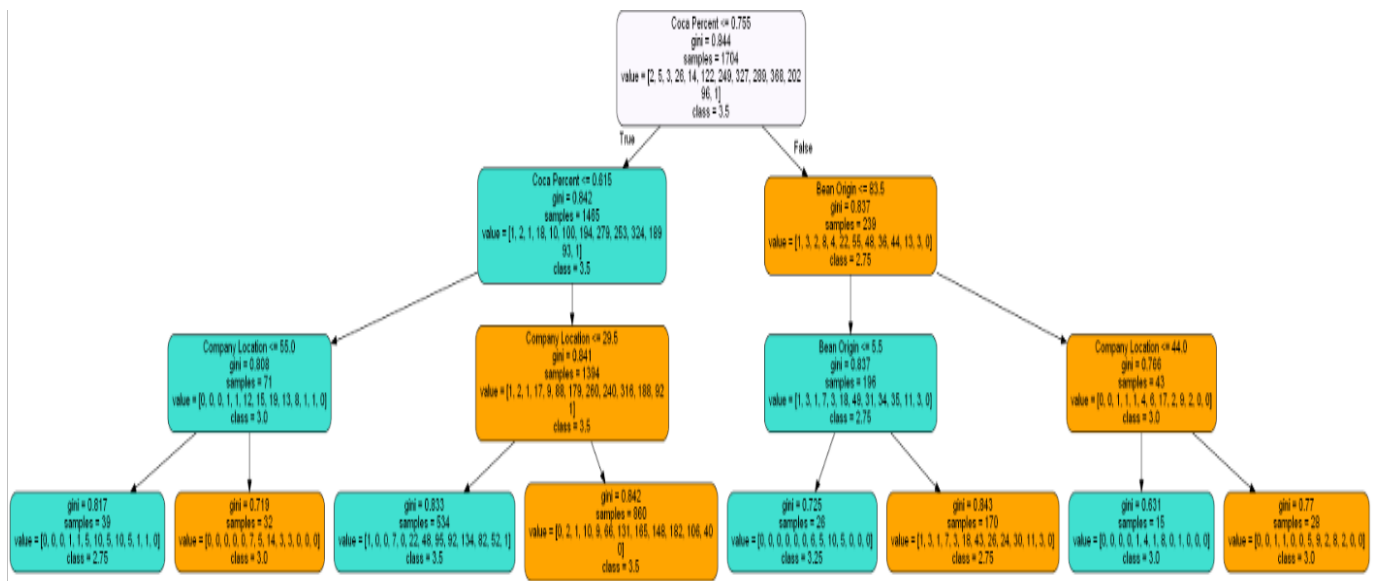 Coca Percent <= 0.755
gini = 0.844
samples = 1704
value = [2, 5, 3, 26, 14, 122, 249, 327, 289, 368, 202
96, 1]
class = 3.5
True
False
Coca Percent <= 0.615
gini = 0.842
samples = 1465
value = [1, 2, 1, 18, 10, 100, 194, 279, 253, 324, 189
93, 1]
class = 3.5
Bean Origin <= 83.5
gini = 0.837
samples = 239
value = [1, 3, 2, 8, 4, 22, 55, 48, 36, 44, 13, 3, 0]
class = 2.75
Company Location <= 55.0
gini = 0.808
samples = 71
value = [0, 0, 0, 1, 1, 12, 15, 19, 13, 8, 1, 1, 0]
class = 3.0
Company Location <= 29.5
gini = 0.841
samples = 1394
value = [1, 2, 1, 17, 9, 88, 179, 260, 240, 316, 188, 92
1]
class = 3.5
Bean Origin <= 5.5
gini = 0.837
samples = 196
value = [1, 3, 1, 7, 3, 18, 49, 31, 34, 35, 11, 3, 0]
class = 2.75
Company Location <= 44.0
gini = 0.766
samples = 43
value = [0, 0, 1, 1, 1, 4, 6, 17, 2, 9, 2, 0, 0]
class = 3.0
gini = 0.817
samples = 39
value = [0, 0, 0, 1, 1, 5, 10, 5, 10, 5, 1, 1, 0]
class = 2.75
gini = 0.719
samples = 32
value = [0, 0, 0, 0, 0, 7, 5, 14, 3, 3, 0, 0, 0]
class = 3.0
gini = 0.833
samples = 534
value = [1, 0, 0, 7, 0, 22, 48, 95, 92, 134, 82, 52, 1]
class = 3.5
gini = 0.842
samples = 860
value = [0, 2, 1, 10, 9, 66, 131, 165, 148, 182, 106, 40
0]
class = 3.5
gini = 0.725
samples = 26
value = [0, 0, 0, 0, 0, 0, 6, 5, 10, 5, 0, 0, 0]
class = 3.25
gini = 0.843
samples = 170
value = [1, 3, 1, 7, 3, 18, 43, 26, 24, 30, 11, 3, 0]
class = 2.75
gini = 0.631
samples = 15
value = [0, 0, 0, 0, 1, 4, 1, 8, 0, 1, 0, 0, 0]
class = 3.0
gini = 0.77
samples = 28
value = [0, 0, 1, 1, 0, 0, 5, 9, 2, 8, 2, 0, 0]
class = 3.0